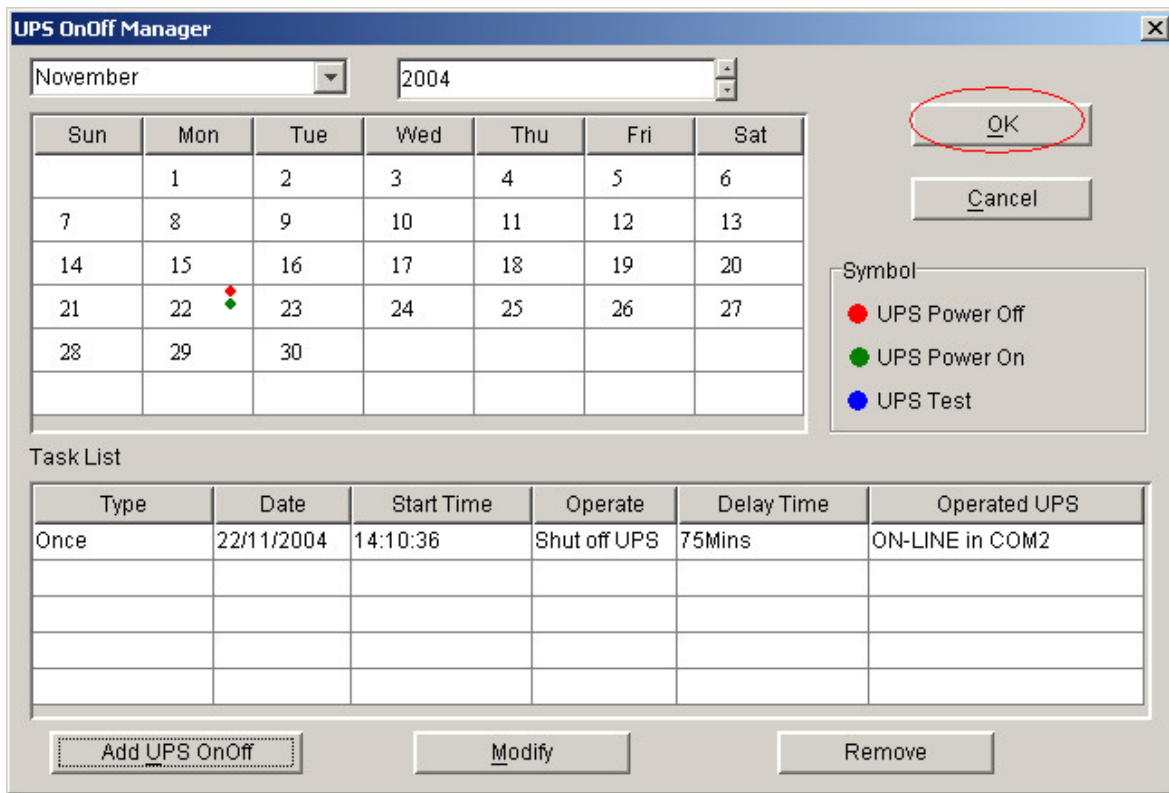 UPS OnOff Manager
November 2004
OK
Sun Mon Tue Wed Thu Fri Sat
1 2 3 4 5 6
7 8 9 10 11 12 13
14 15 16 17 18 19 20
21 22 23 24 25 26 27
28 29 30
Cancel
Symbol
UPS Power Off
UPS Power On
UPS Test
Task List
Type Date Start Time Operate Delay Time Operated UPS
Once 22/11/2004 14:10:36 Shut off UPS 75Mins ON-LINE in COM2
Add UPS OnOff Modify Remove